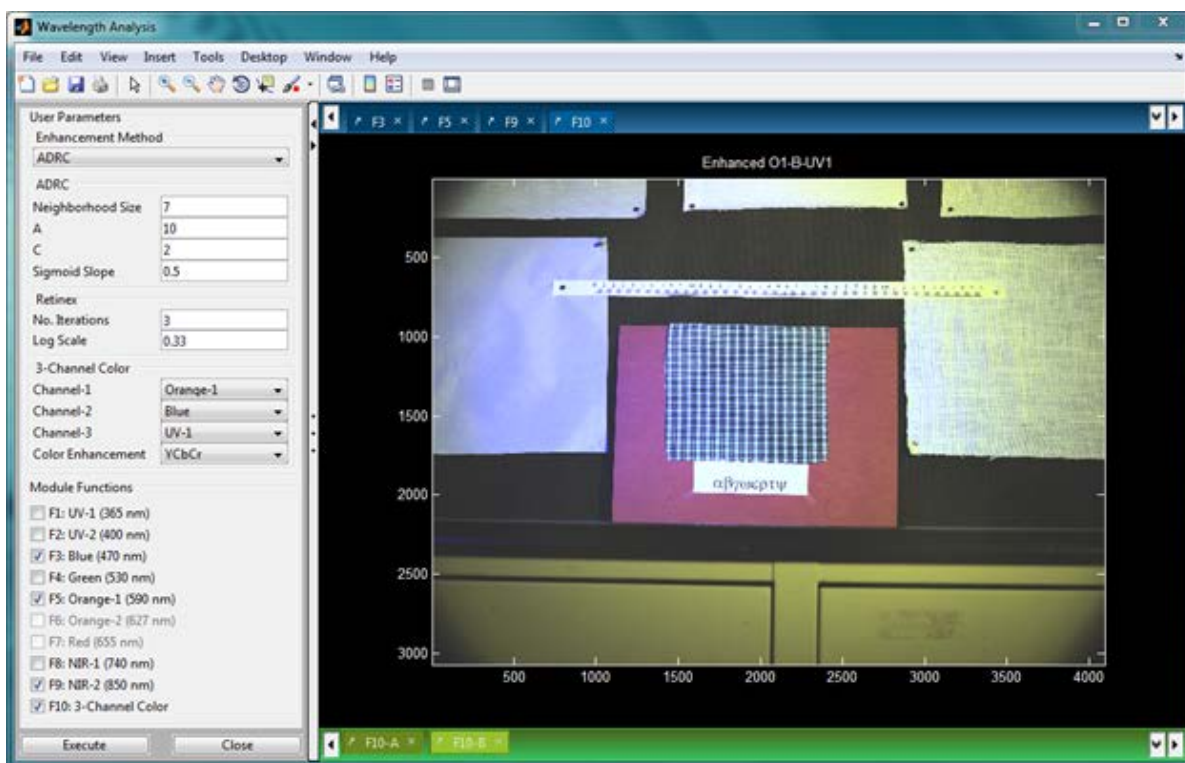 Wavelength Analysis
File Edit View Insert Tools Desktop Window Help
User Parameters
Enhancement Method
ADRC
ADRC
Neighborhood Size 7
A 10
C 2
Sigmoid Slope 0.5
Retinex
No. Iterations 3
Log Scale 0.33
3-Channel Color
Channel-1 Orange-1
Channel-2 Blue
Channel-3 UV-1
Color Enhancement YCbCr
Module Functions
F1: UV-1 (365 nm)
F2: UV-2 (400 nm)
F3: Blue (470 nm)
F4: Green (530 nm)
F5: Orange-1 (590 nm)
F6: Orange-2 (627 nm)
F7: Red (655 nm)
F8: NIR-1 (740 nm)
F9: NIR-2 (850 nm)
F10: 3-Channel Color
Execute Close
F3 F5 F9 F10
Enhanced O1-B-UV1
500
1000
1500
2000
2500
3000
500 1000 1500 2000 2500 3000 3500 4000
F10-A F10-B